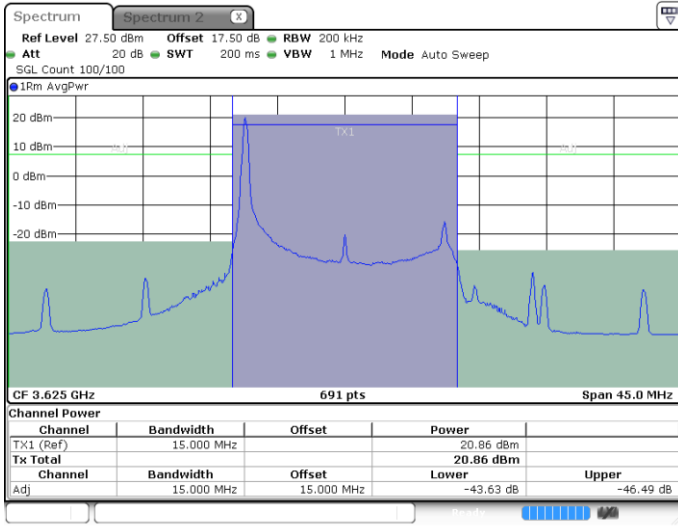 Spectrum Spectrum 2 X
Ref Level 27.50 dBm Offset 17.50 dB RBW 200 kHz
Att 20 dB SWT 200 ms VBW 1 MHz Mode Auto Sweep
SGL Count 100/100
1Rm AvgPwr
20 dBm
TX1
10 dBm
Adj Adj
0 dBm
-10 dBm
-20 dBm
CF 3.625 GHz 691 pts Span 45.0 MHz
Channel Power
Channel Bandwidth Offset Power
TX1 (Ref) 15.000 MHz 20.86 dBm
Tx Total 20.86 dBm
Channel Bandwidth Offset Lower Upper
Adj 15.000 MHz 15.000 MHz -43.63 dB -46.49 dB
Ready